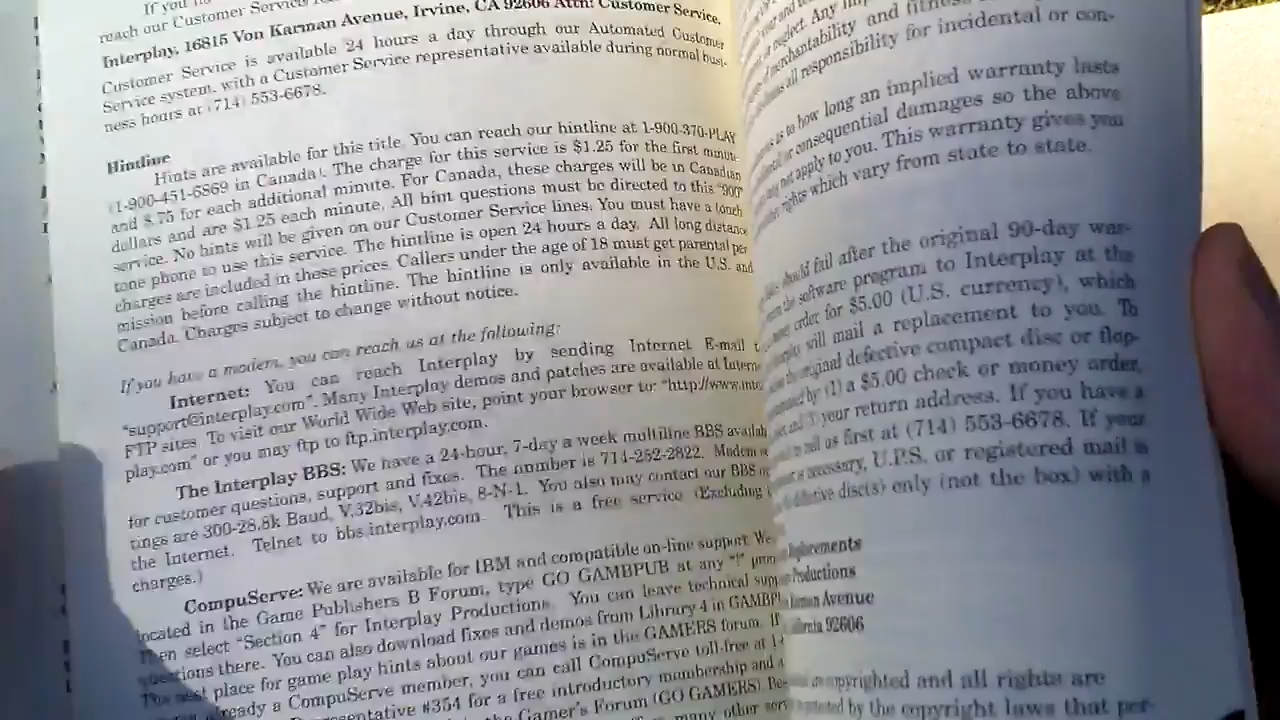 If you
reach our Customer Service
Interplay, 16815 Von Karman Avenue, Irvine, CA 92606 Attn: Customer Service,
Customer Service is available 24 hours a day through our Automated Customer
Service system, with a Customer Service representative available during normal busi-
ness hours at (714) 553-6678.
Hintline
Hints are available for this title. You can reach our hintline at 1-900-370-PLAY
(1-900-451-6869 in Canada). The charge for this service is $1.25 for the first minute
and $.75 for each additional minute. For Canada, these charges will be in Canadian
dollars and are $1.25 each minute. All hint questions must be directed to this "900"
service. No hints will be given on our Customer Service lines. You must have a touch
tone phone to use this service. The hintline is open 24 hours a day. All long distance
charges are included in these prices. Callers under the age of 18 must get parental per
mission before calling the hintline. The hintline is only available in the U.S. and
Canada. Charges subject to change without notice.
If you have a modem, you can reach us at the following:
Internet: You can reach Interplay by sending Internet E-mail t
"support@interplay.com". Many Interplay demos and patches are available at Intern
FTP sites. To visit our World Wide Web site, point your browser to: "http://www.inte
play.com" or you may ftp to ftp.interplay.com.
The Interplay BBS: We have a 24-hour, 7-day a week multiline BBS availab
for customer questions, support and fixes. The number is 714-252-2822. Modem se
tings are 300-28.8k Baud, V.32bis, V.42bis, 8-N-1. You also may contact our BBS o
the Internet. Telnet to bbs.interplay.com. This is a free service (Excluding
charges.)
CompuServe: We are available for IBM and compatible on-line support. We
located in the Game Publishers B Forum, type GO GAMBPUB at any "!" prom
Then select "Section 4" for Interplay Productions. You can leave technical supp
questions there. You can also download fixes and demos from Library 4 in GAMBP
The best place for game play hints about our games is in the GAMERS forum. If
already a CompuServe member, you can call CompuServe toll-free at 1-
Representative #354 for a free introductory membership and a
the Gamer's Forum (GO GAMERS). Be
many other serv
neglect. Any
merchantability and fitness
all responsibility for incidental or con-
as to how long an implied warranty lasts
or consequential damages so the above
may not apply to you. This warranty gives you
rights which vary from state to state.
should fail after the original 90-day war-
the software program to Interplay at the
order for $5.00 (U.S. currency), which
will mail a replacement to you. To
original defective compact disc or flop-
by (1) a $5.00 check or money order,
your return address. If you have a
call us first at (714) 553-6678. If your
is necessary, U.P.S. or registered mail is
defective disc(s) only (not the box) with a
Replacements
Productions
Karman Avenue
92606
copyrighted and all rights are
protected by the copyright laws that per-